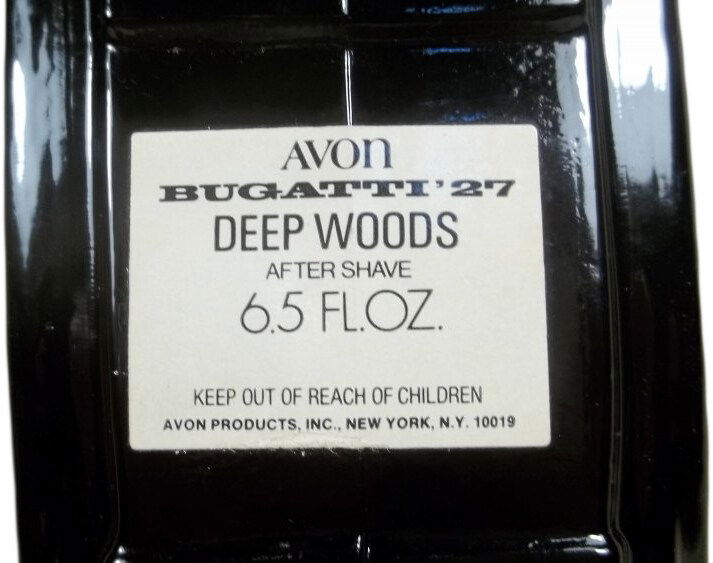 AVON
BUGATTI '27
DEEP WOODS
AFTER SHAVE
6.5 FL.OZ.
KEEP OUT OF REACH OF CHILDREN
AVON PRODUCTS, INC., NEW YORK, N.Y. 10019